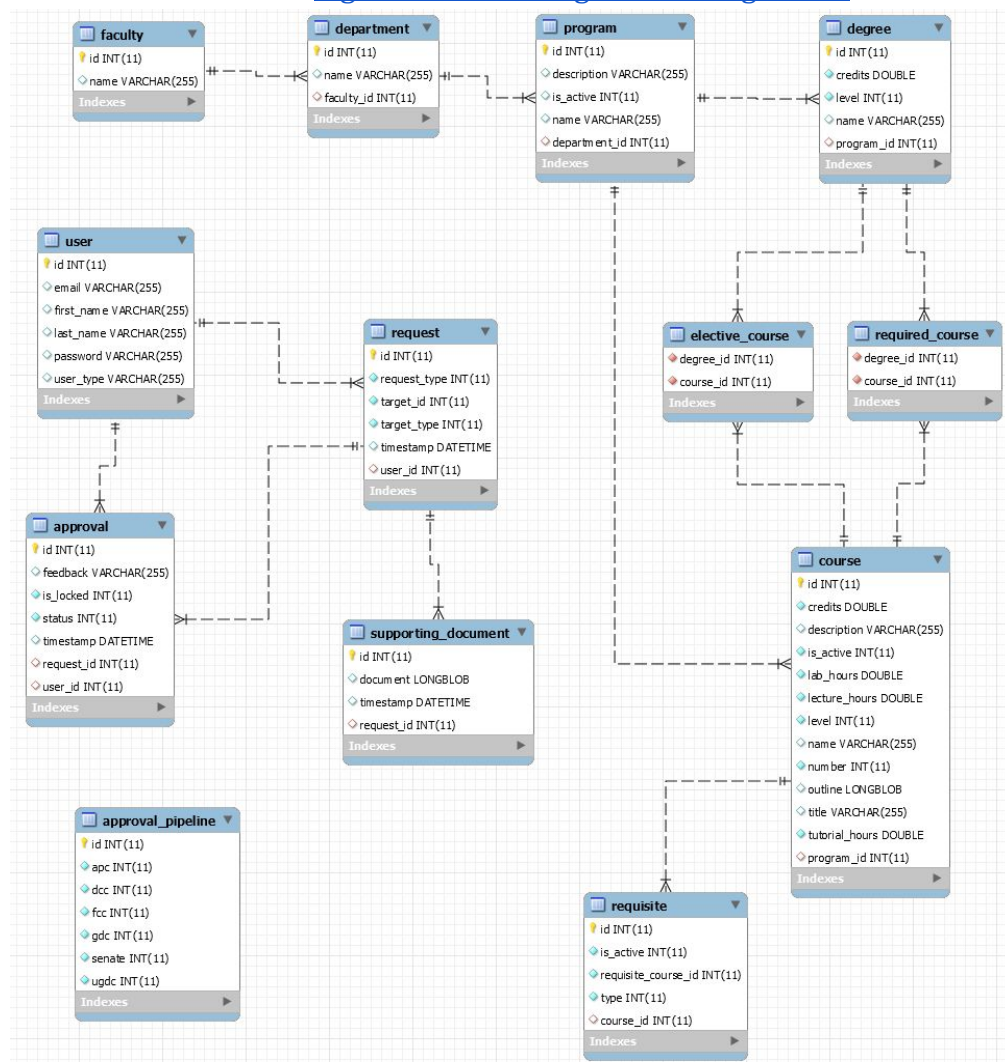 faculty
id INT(11)
name VARCHAR(255)
Indexes
department
id INT(11)
name VARCHAR(255)
faculty_id INT(11)
Indexes
program
id INT(11)
description VARCHAR(255)
is_active INT(11)
name VARCHAR(255)
department_id INT(11)
Indexes
degree
id INT(11)
credits DOUBLE
level INT(11)
name VARCHAR(255)
program_id INT(11)
Indexes
user
id INT(11)
email VARCHAR(255)
first_name VARCHAR(255)
last_name VARCHAR(255)
password VARCHAR(255)
user_type VARCHAR(255)
Indexes
request
id INT(11)
request_type INT(11)
target_id INT(11)
target_type INT(11)
timestamp DATETIME
user_id INT(11)
Indexes
elective_course
degree_id INT(11)
course_id INT(11)
Indexes
required_course
degree_id INT(11)
course_id INT(11)
Indexes
approval
id INT(11)
feedback VARCHAR(255)
is_locked INT(11)
status INT(11)
timestamp DATETIME
request_id INT(11)
user_id INT(11)
Indexes
supporting_document
id INT(11)
document LONGBLOB
timestamp DATETIME
request_id INT(11)
Indexes
course
id INT(11)
credits DOUBLE
description VARCHAR(255)
is_active INT(11)
lab_hours DOUBLE
lecture_hours DOUBLE
level INT(11)
name VARCHAR(255)
number INT(11)
outline LONGBLOB
title VARCHAR(255)
tutorial_hours DOUBLE
program_id INT(11)
Indexes
approval_pipeline
id INT(11)
apc INT(11)
dcc INT(11)
fcc INT(11)
gdc INT(11)
senate INT(11)
ugdc INT(11)
Indexes
requisite
id INT(11)
is_active INT(11)
requisite_course_id INT(11)
type INT(11)
course_id INT(11)
Indexes